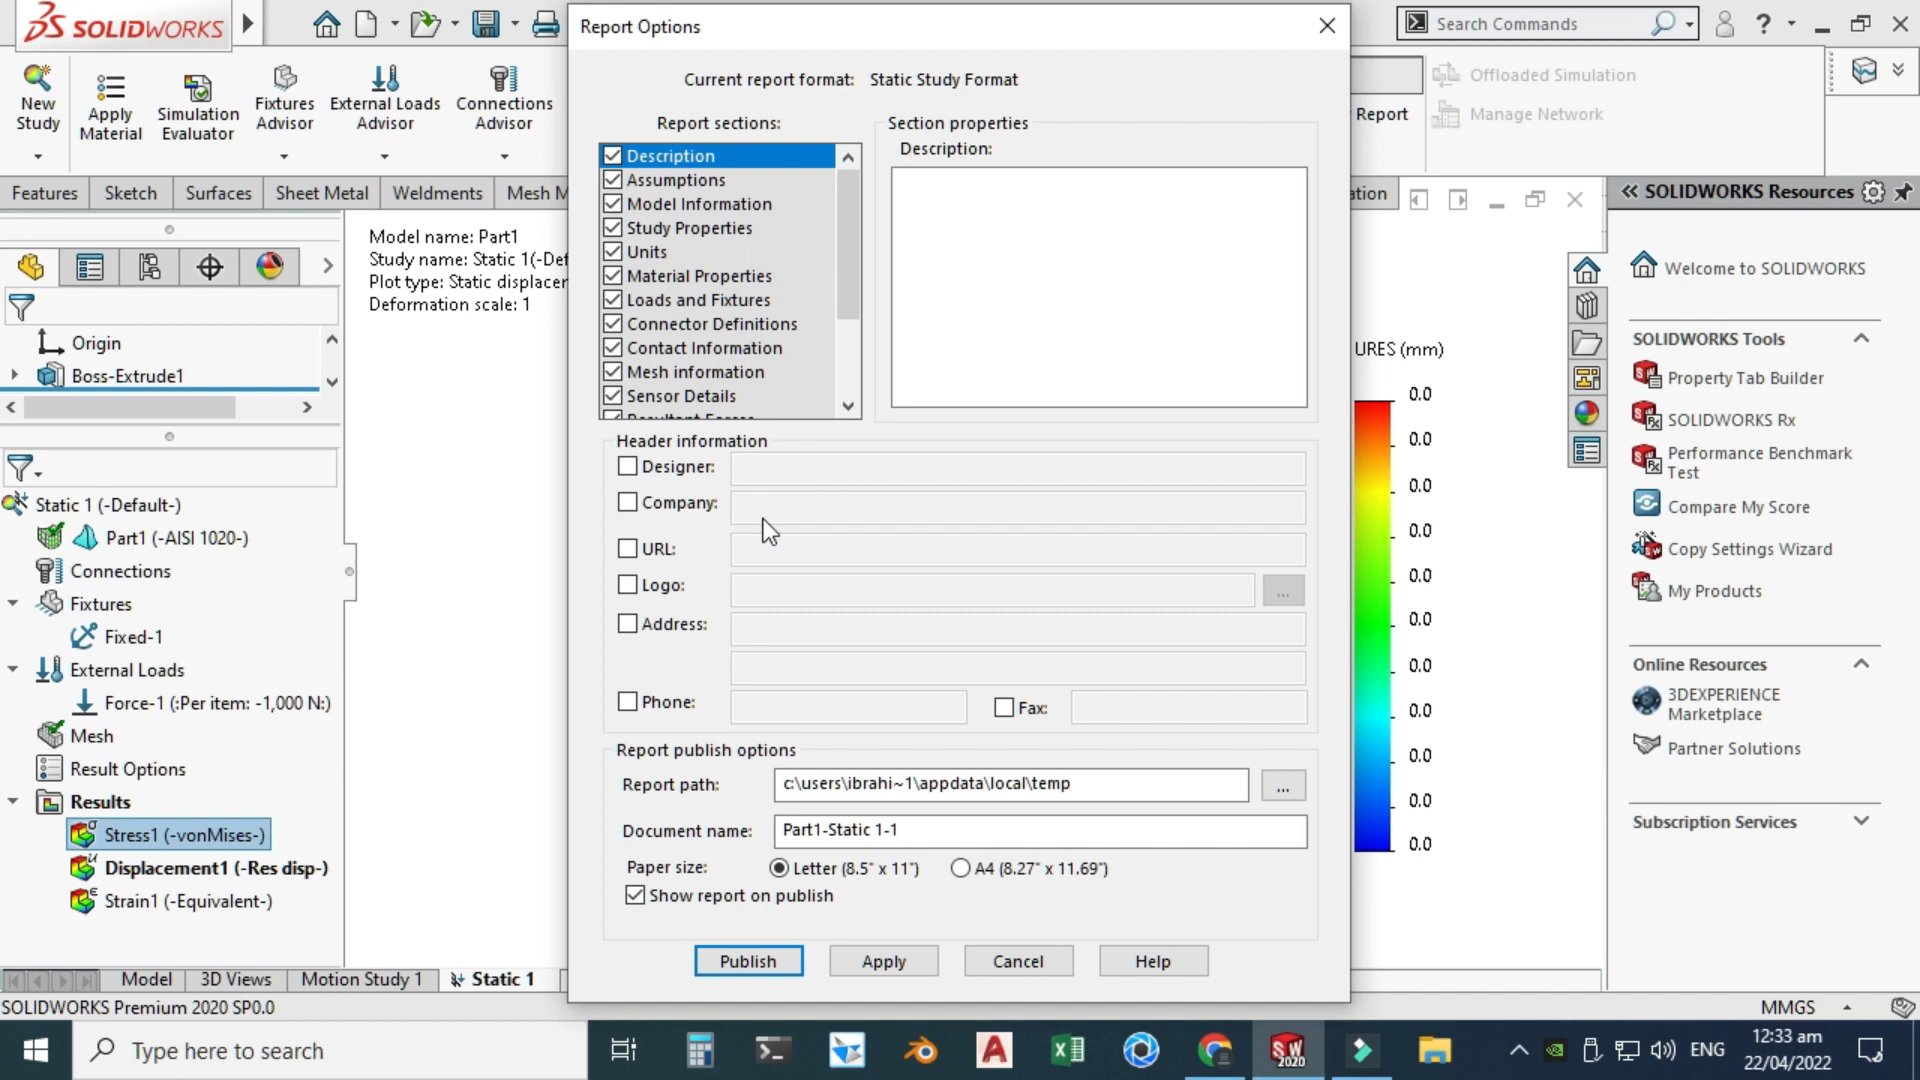 SOLIDWORKS
Search Commands
?
New Study
Apply Material
Simulation Evaluator
Fixtures Advisor
External Loads Advisor
Connections Advisor
Report
Offloaded Simulation
Manage Network
Features
Sketch
Surfaces
Sheet Metal
Weldments
Mesh M
ation
Origin
Boss-Extrude1
Static 1 (-Default-)
Part1 (-AISI 1020-)
Connections
Fixtures
Fixed-1
External Loads
Force-1 (:Per item: -1,000 N:)
Mesh
Result Options
Results
Stress1 (-vonMises-)
Displacement1 (-Res disp-)
Strain1 (-Equivalent-)
Model name: Part1
Study name: Static 1(-Def
Plot type: Static displacer
Deformation scale: 1
Report Options
Current report format: Static Study Format
Report sections:
Description
Assumptions
Model Information
Study Properties
Units
Material Properties
Loads and Fixtures
Connector Definitions
Contact Information
Mesh information
Sensor Details
Section properties
Description:
Header information
Designer:
Company:
URL:
Logo:
...
Address:
Phone:
Fax:
Report publish options
Report path: c:\users\ibrahi~1\appdata\local\temp
...
Document name: Part1-Static 1-1
Paper size: Letter (8.5" x 11") A4 (8.27" x 11.69")
Show report on publish
Publish
Apply
Cancel
Help
URES (mm)
0.0
0.0
0.0
0.0
0.0
0.0
0.0
0.0
0.0
0.0
0.0
SOLIDWORKS Resources
Welcome to SOLIDWORKS
SOLIDWORKS Tools
Property Tab Builder
SOLIDWORKS Rx
Performance Benchmark
Test
Compare My Score
Copy Settings Wizard
My Products
Online Resources
3DEXPERIENCE
Marketplace
Partner Solutions
Subscription Services
Model
3D Views
Motion Study 1
Static 1
SOLIDWORKS Premium 2020 SP0.0
MMGS
Type here to search
SW
2020
ENG
12:33 am
22/04/2022